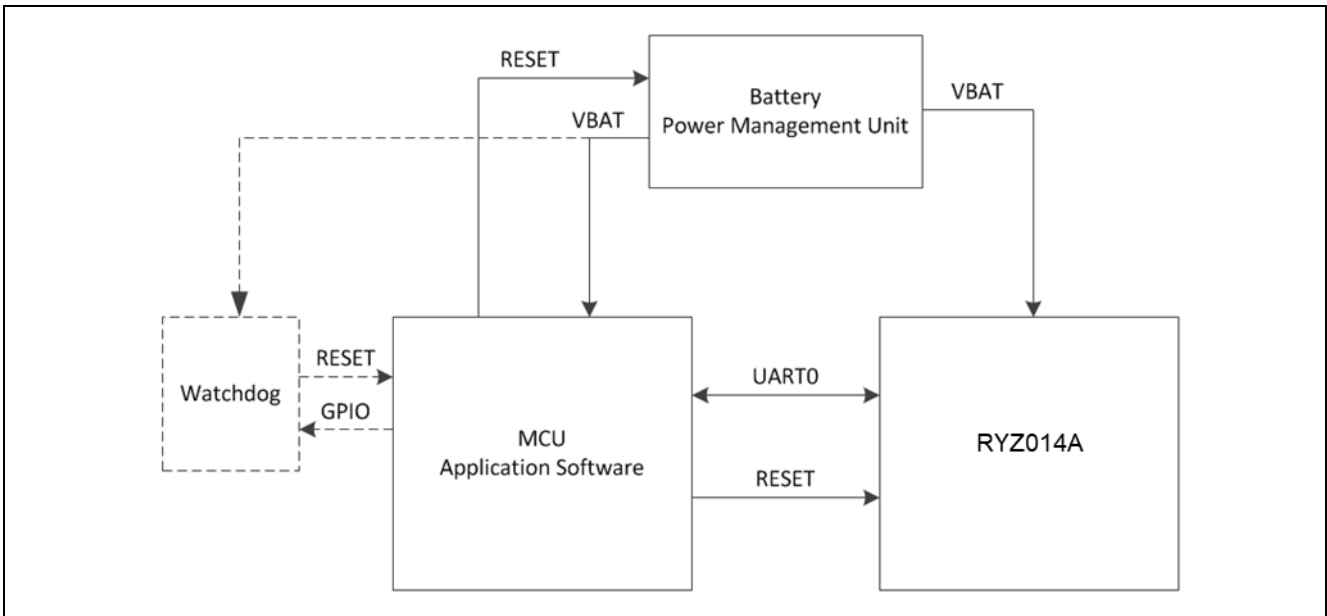 RESET
Battery
Power Management Unit
VBAT
VBAT
Watchdog
RESET
GPIO
MCU
Application Software
UART0
RESET
RYZ014A